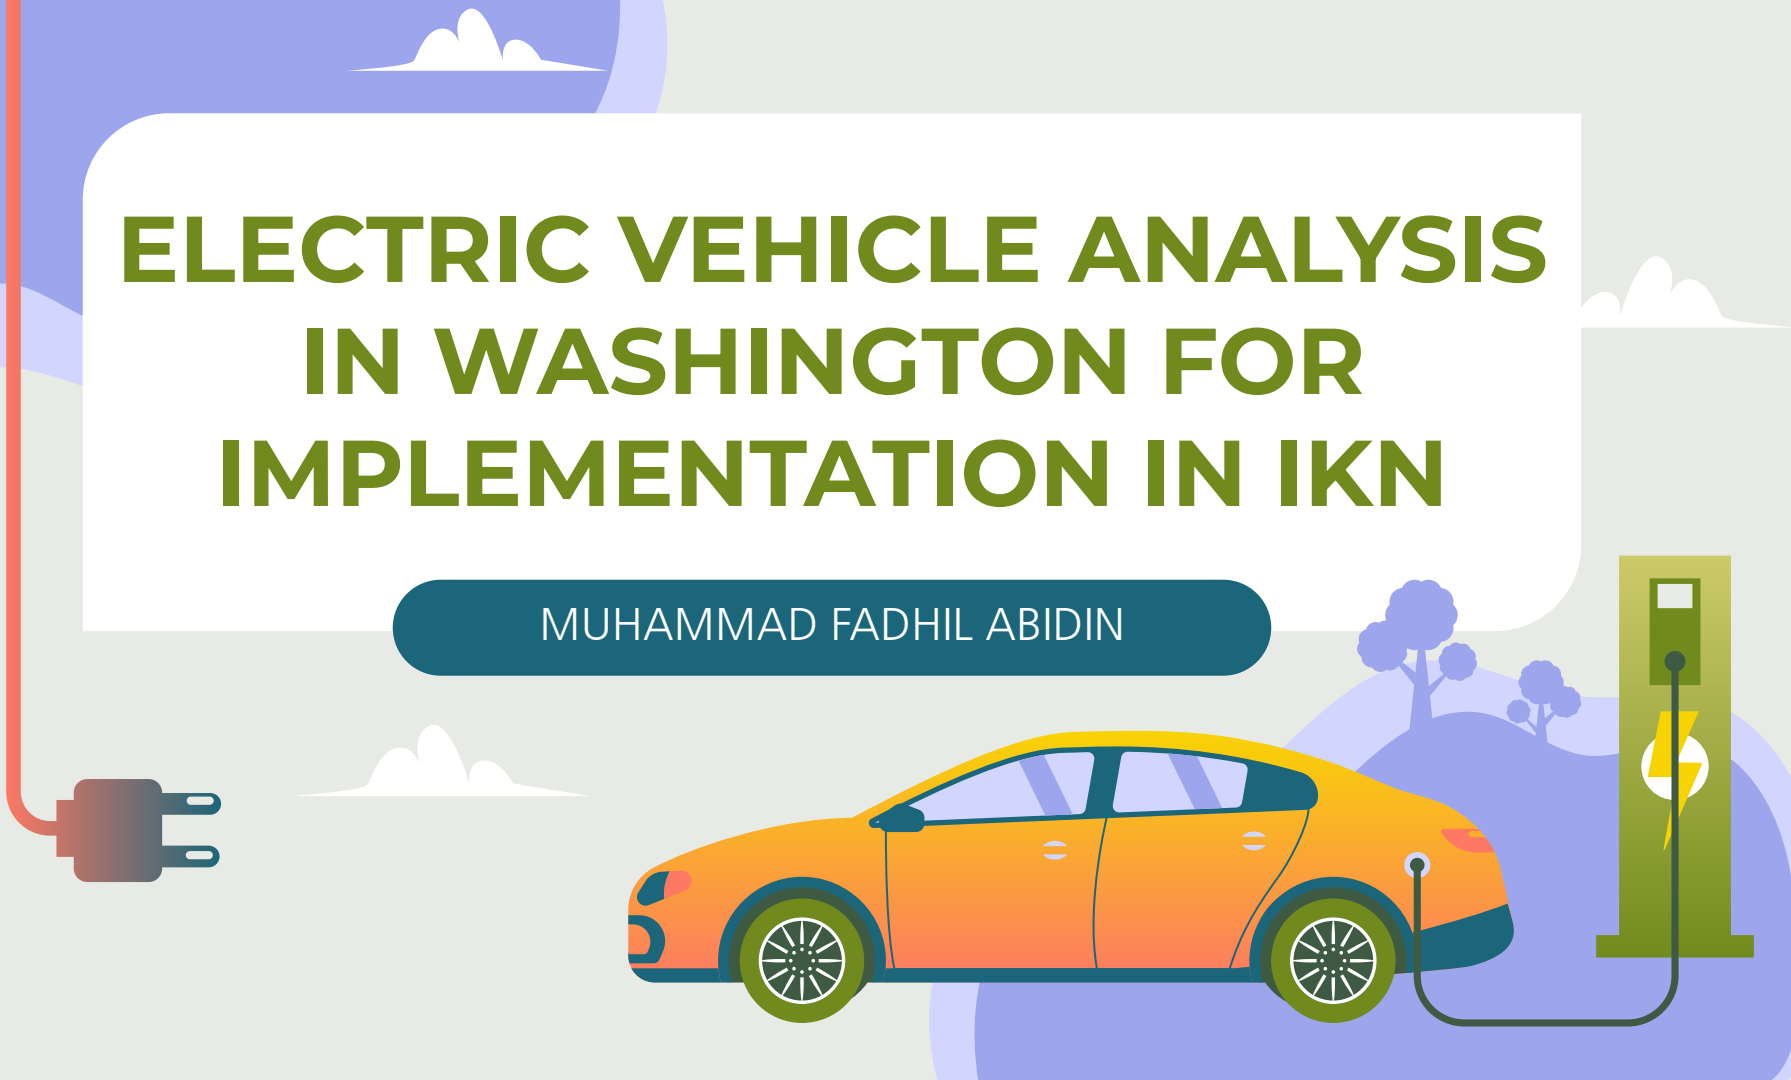 ELECTRIC VEHICLE ANALYSIS
IN WASHINGTON FOR
IMPLEMENTATION IN IKN
MUHAMMAD FADHIL ABIDIN